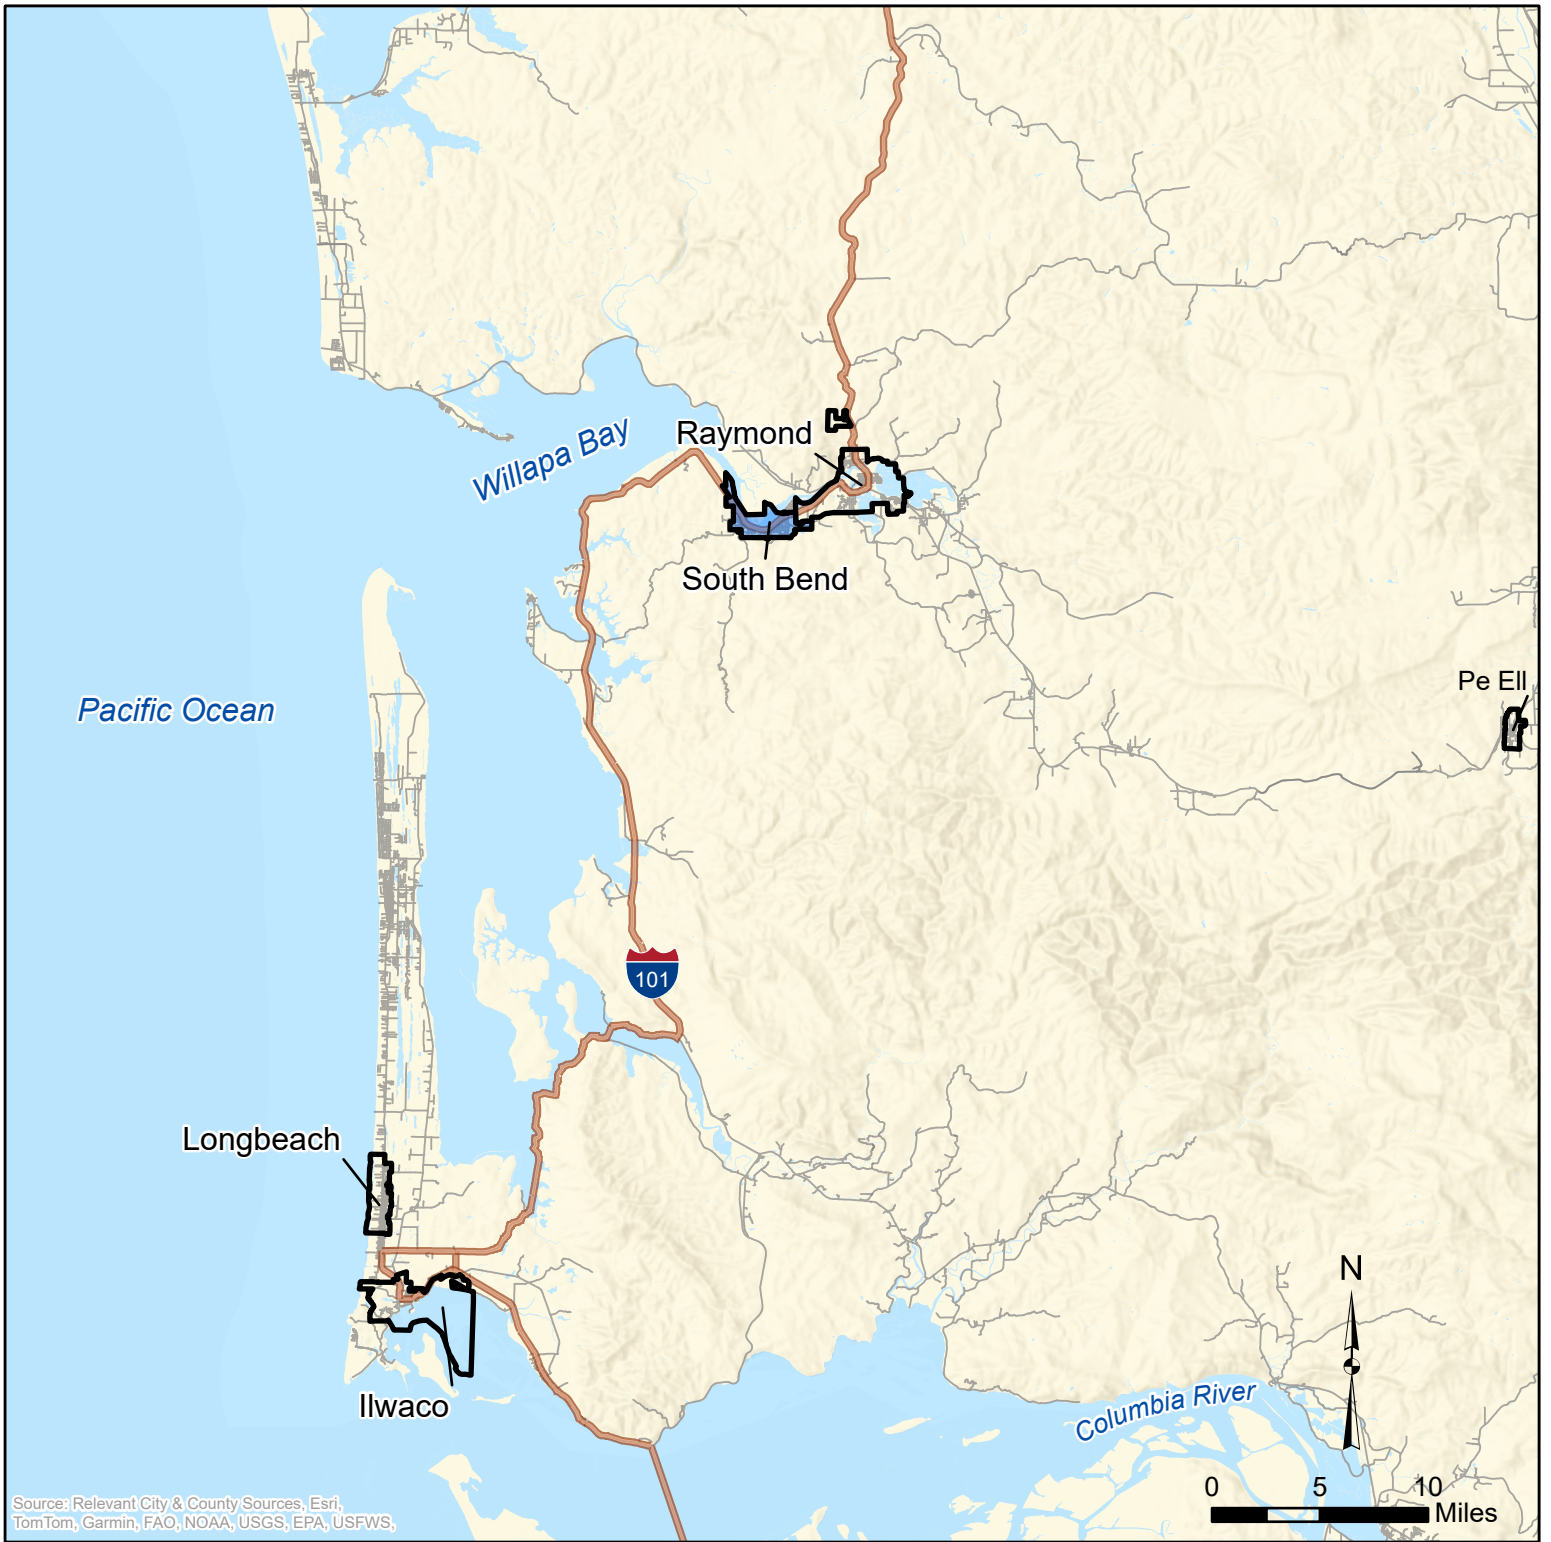 Raymond
Willapa Bay
South Bend
Pe Ell
Pacific Ocean
101
Longbeach
N
Ilwaco
Columbia River
0 5 10
Miles
Source: Relevant City & County Sources, Esri,
TomTom, Garmin, FAO, NOAA, USGS, EPA, USFWS,